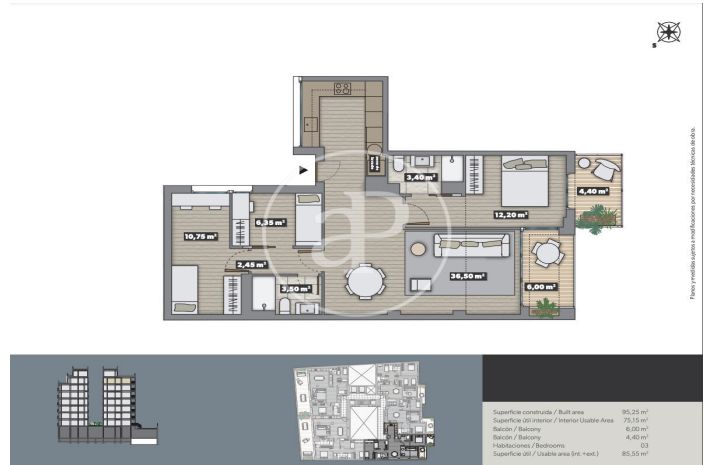 S
3,40 m²
4,40 m²
12,20 m²
6,35 m²
10,75 m²
2,45 m²
3,50 m²
36,50 m²
6,00 m²
aP
Planos y medidas sujetos a modificaciones por necesidades técnicas de obra.
Superficie construida / Built area 95,25 m²
Superficie útil interior / Interior Usable Area 75,15 m²
Balcón / Balcony 6,00 m²
Balcón / Balcony 4,40 m²
Habitaciones / Bedrooms 03
Superficie útil / Usable area (int. +ext.) 85,55 m²